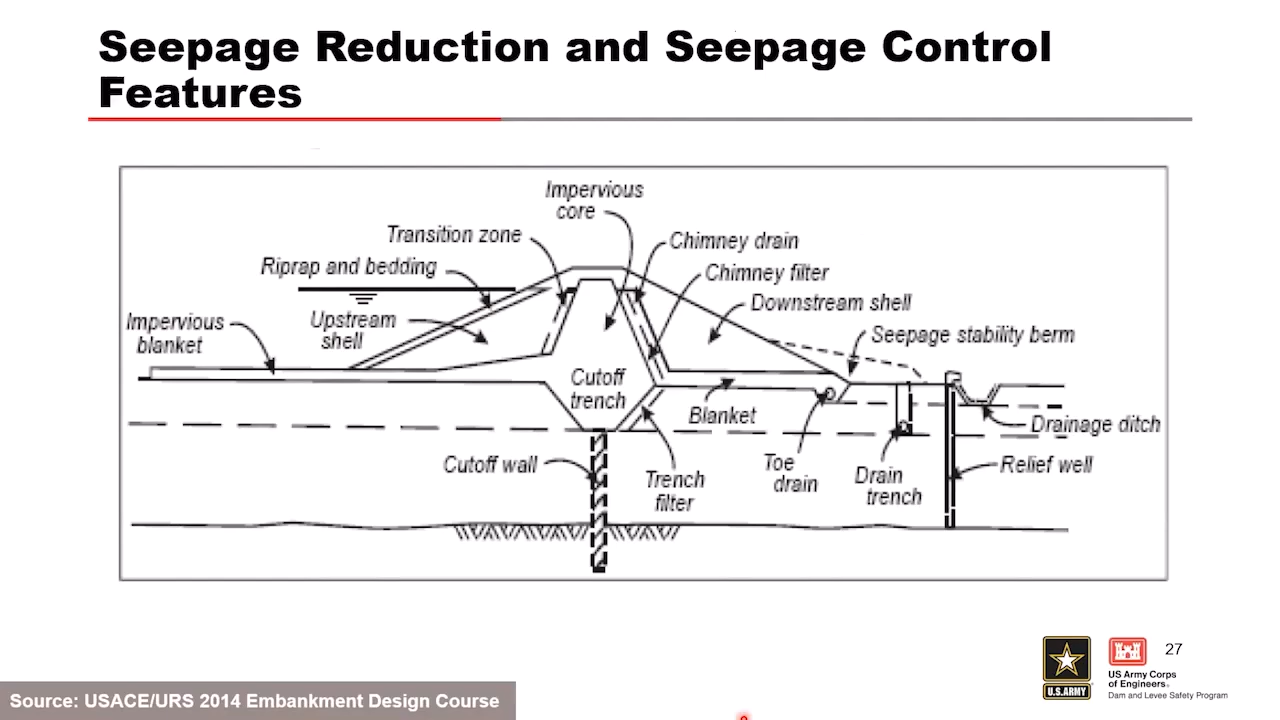 Seepage Reduction and Seepage Control
Features
Impervious
core
Transition zone
Chimney drain
Riprap and bedding
Chimney filter
Downstream shell
Impervious
blanket
Upstream
shell
Seepage stability berm
Cutoff
trench
Blanket
Drainage ditch
Cutoff wall
Trench
filter
Toe
drain
Drain
trench
Relief well
U.S.ARMY
US Army Corps
of Engineers®
Dam and Levee Safety Program
27
Source: USACE/URS 2014 Embankment Design Course